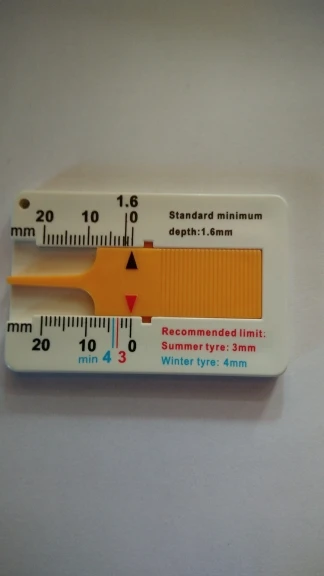 1.6
20 10 0
mm
Standard minimum
depth:1.6mm
mm
20 10 0
min 4 3
Recommended limit:
Summer tyre: 3mm
Winter tyre: 4mm